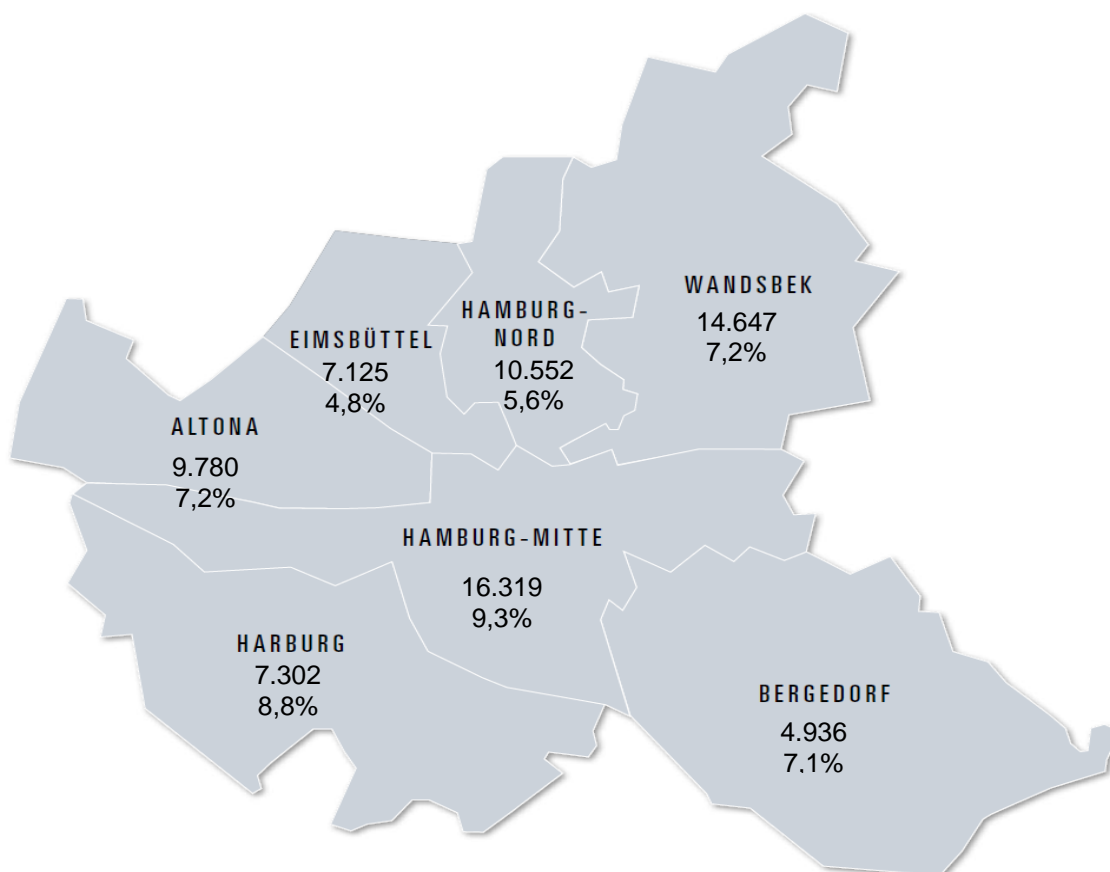 WANDSBEK
14.647
7,2%
HAMBURG-
NORD
10.552
5,6%
EIMSBÜTTEL
7.125
4,8%
ALTONA
9.780
7,2%
HAMBURG-MITTE
16.319
9,3%
HARBURG
7.302
8,8%
BERGEDORF
4.936
7,1%